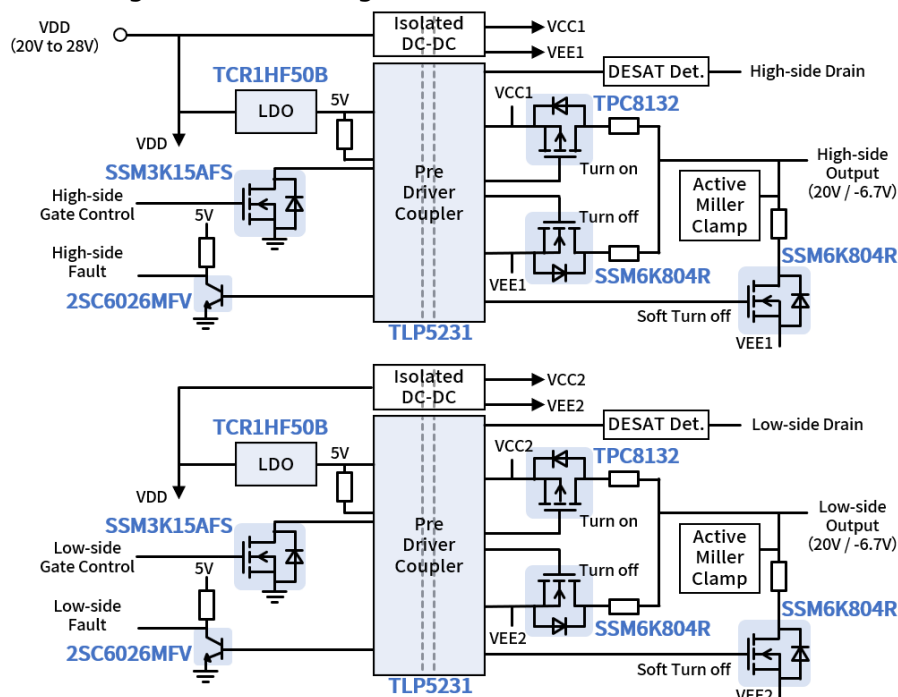 VDD
(20V to 28V)
Isolated
DC-DC
VCC1
VEE1
TCR1HF50B
LDO
5V
VDD
DESAT Det.
High-side Drain
VCC1
TPC8132
Turn on
SSM3K15AFS
High-side
Gate Control
Pre
Driver
Coupler
High-side
Output
(20V / -6.7V)
Active
Miller
Clamp
5V
Turn off
High-side
Fault
VEE1
SSM6K804R
SSM6K804R
2SC6026MFV
Soft Turn off
TLP5231
VEE1
Isolated
DC-DC
VCC2
VEE2
TCR1HF50B
LDO
5V
VDD
DESAT Det.
Low-side Drain
VCC2
TPC8132
Turn on
SSM3K15AFS
Low-side
Gate Control
Pre
Driver
Coupler
Low-side
Output
(20V / -6.7V)
Active
Miller
Clamp
5V
Turn off
Low-side
Fault
VEE2
SSM6K804R
SSM6K804R
2SC6026MFV
Soft Turn off
TLP5231
VEE2